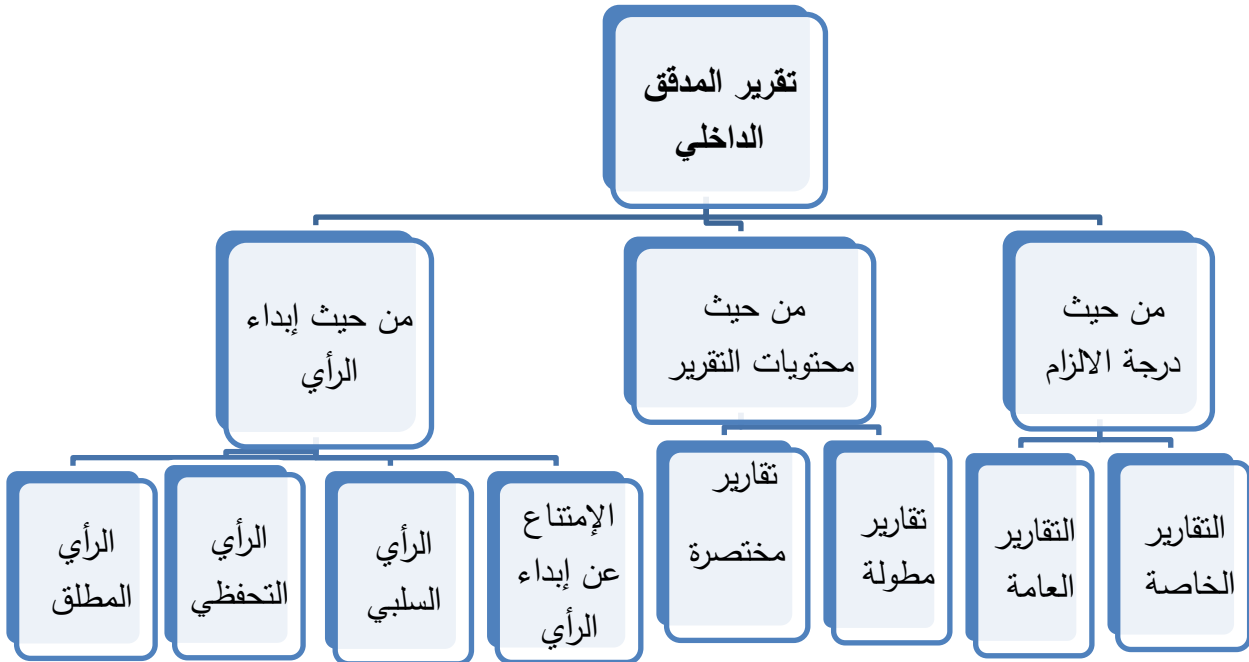 تقرير المدقق
الداخلي
من حيث
درجة الالزام
من حيث
محتويات التقرير
من حيث إبداء
الرأي
التقارير
الخاصة
التقارير
العامة
تقارير
مطولة
تقارير
مختصرة
الإمتناع
عن إبداء
الرأي
الرأي
السلبي
الرأي
التحفظي
الرأي
المطلق